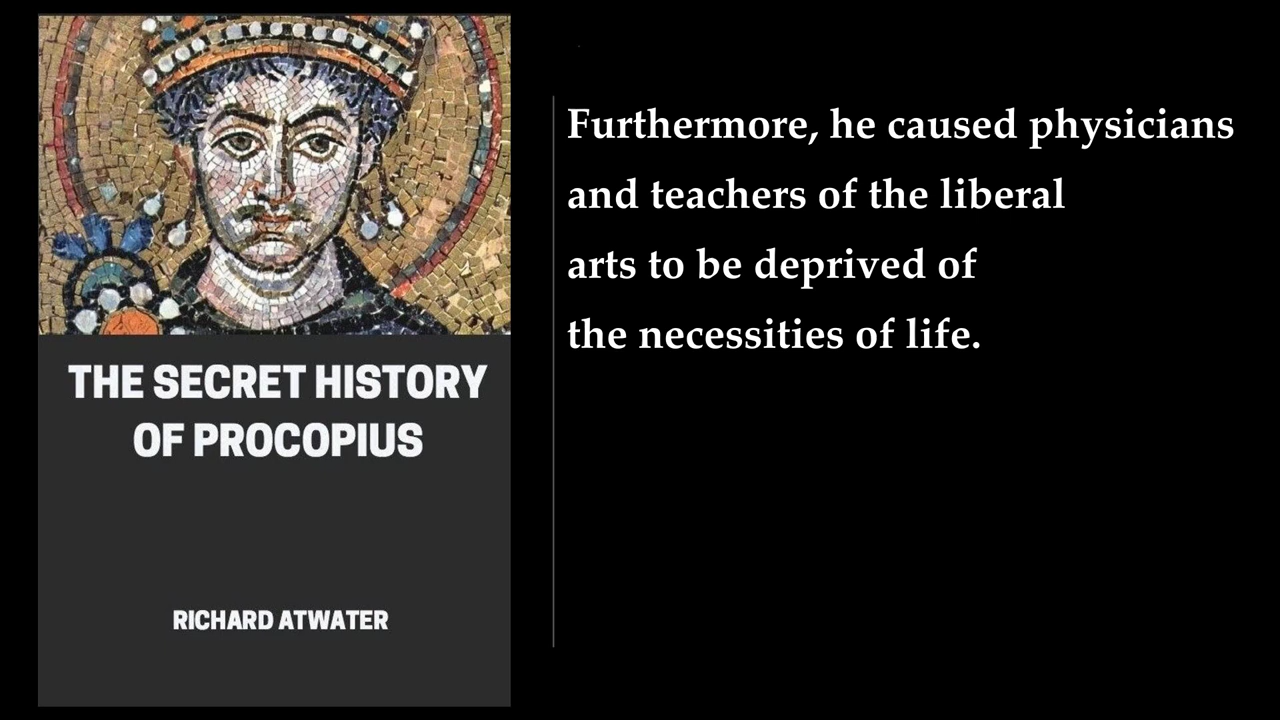 THE SECRET HISTORY
OF PROCOPIUS
RICHARD ATWATER
Furthermore, he caused physicians
and teachers of the liberal
arts to be deprived of
the necessities of life.